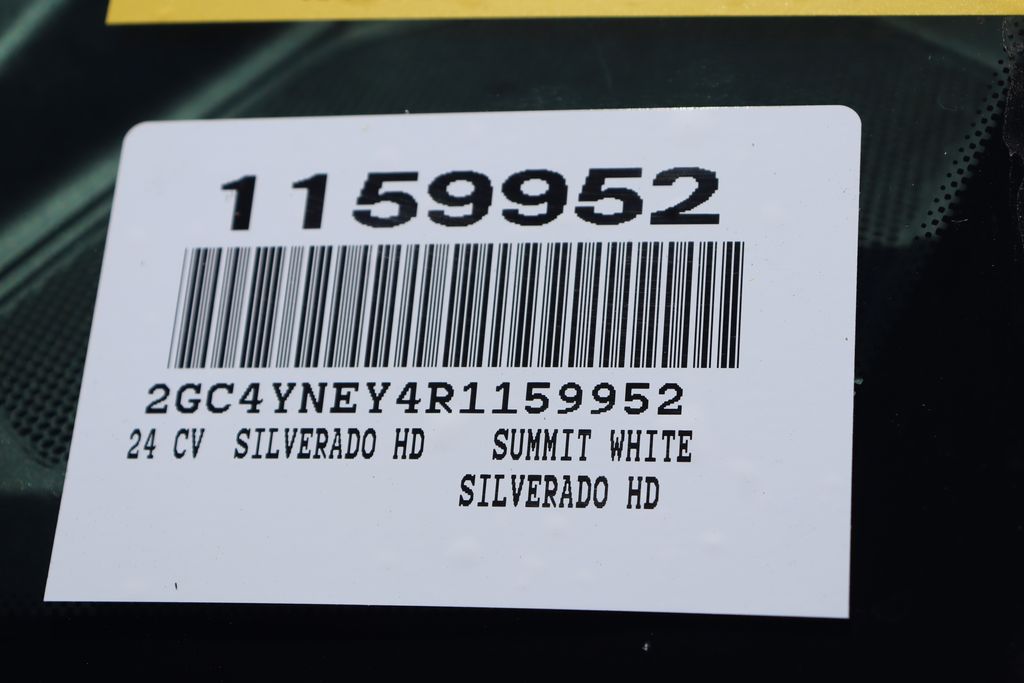 1159952
2GC4YNEY4R1159952
24 CV SILVERADO HD SUMMIT WHITE
SILVERADO HD